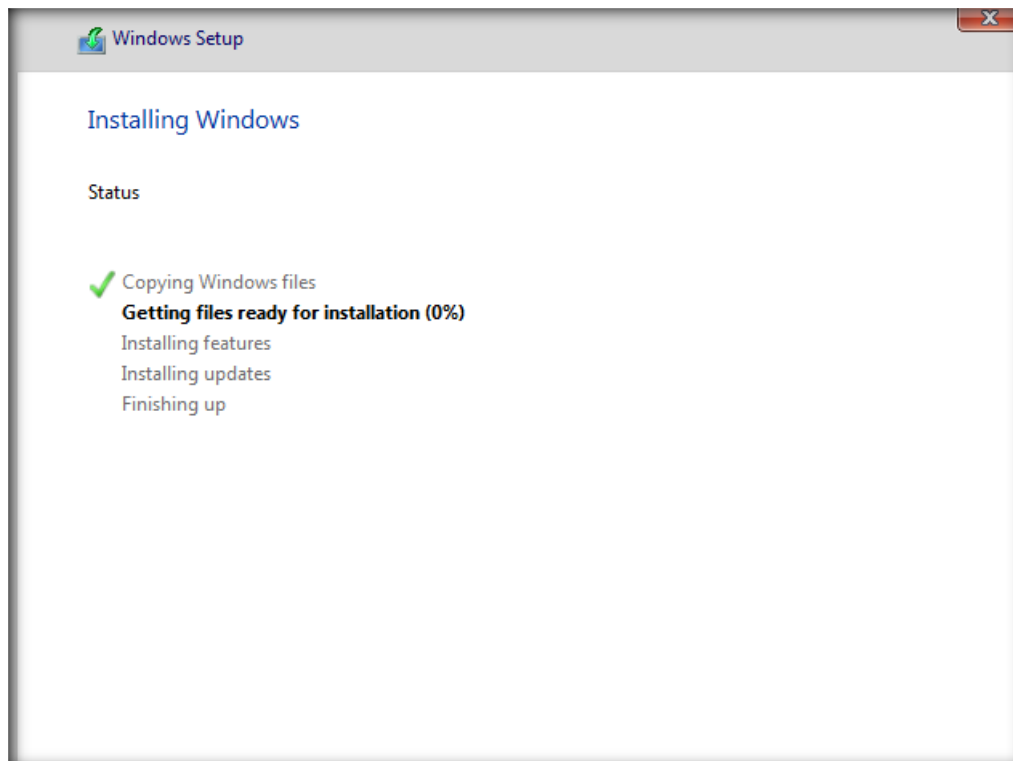 Windows Setup
Installing Windows
Status
Copying Windows files
Getting files ready for installation (0%)
Installing features
Installing updates
Finishing up